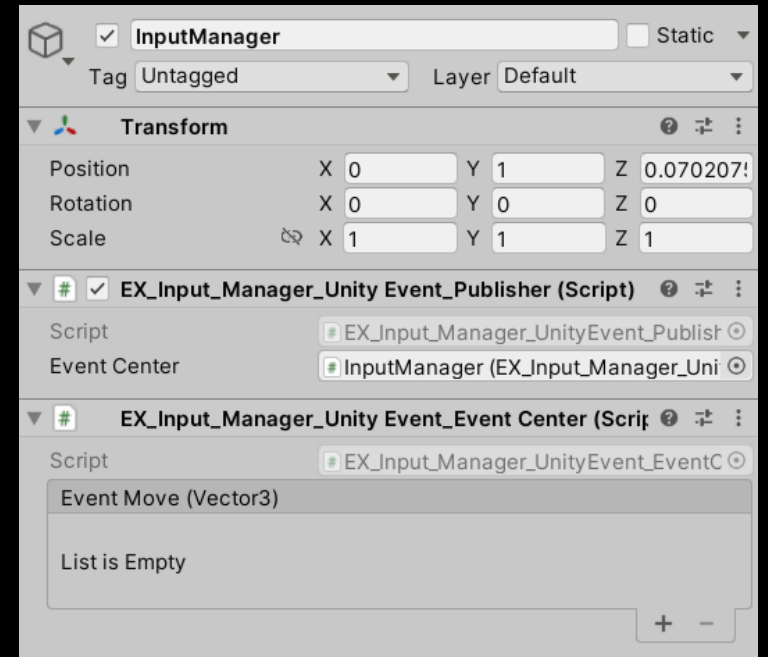 InputManager Static
Tag Untagged Layer Default
Transform
Position X 0 Y 1 Z 0.070207
Rotation X 0 Y 0 Z 0
Scale X 1 Y 1 Z 1
EX_Input_Manager_Unity Event_Publisher (Script)
Script EX_Input_Manager_UnityEvent_Publish
Event Center InputManager (EX_Input_Manager_Uni
EX_Input_Manager_Unity Event_Event Center (Scrip
Script EX_Input_Manager_UnityEvent_EventC
Event Move (Vector3)
List is Empty